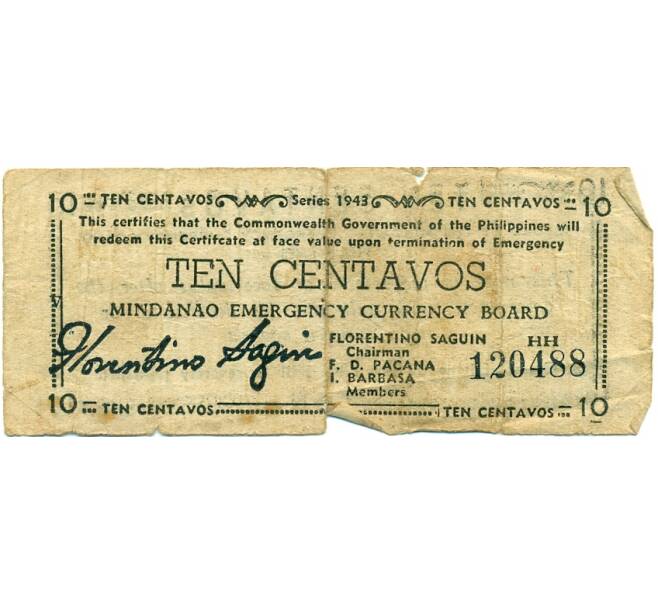 10 TEN CENTAVOS Series 1943 TEN CENTAVOS 10
This certifies that the Commonwealth Government of the Philippines will
redeem this Certifcate at face value upon termination of Emergency
TEN CENTAVOS
MINDANAO EMERGENCY CURRENCY BOARD
Florentino Saguin
FLORENTINO SAGUIN
Chairman
F. D. PACANA
I. BARBASA
Members
HH
120488
10 TEN CENTAVOS TEN CENTAVOS 10